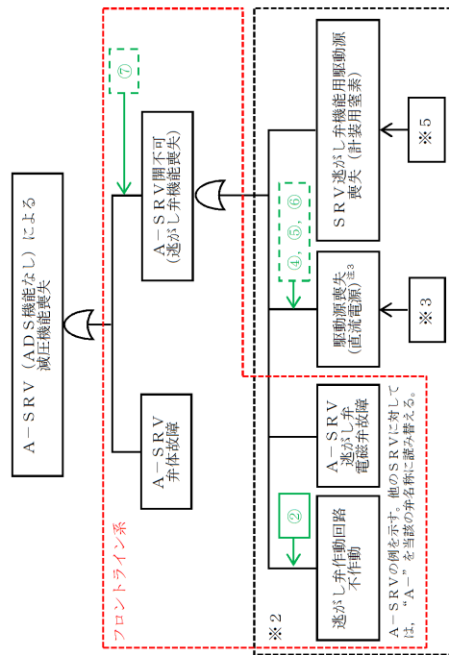 A－SRV（ADS機能なし）による
減圧機能喪失
フロントライン系
⑦
A－SRV
弁体故障
A－SRV開不可
(逃がし弁機能喪失)
※2
②
④，⑤，⑥
逃がし弁作動回路
不作動
A－SRV
逃がし弁
電磁弁故障
駆動源喪失
(直流電源)注3
SRV逃がし弁機能用駆動源
喪失（計装用窒素）
※3
※5
A－SRVの例を示す。他のSRVに対して
は，“A－”を当該の弁名称に読み替える。